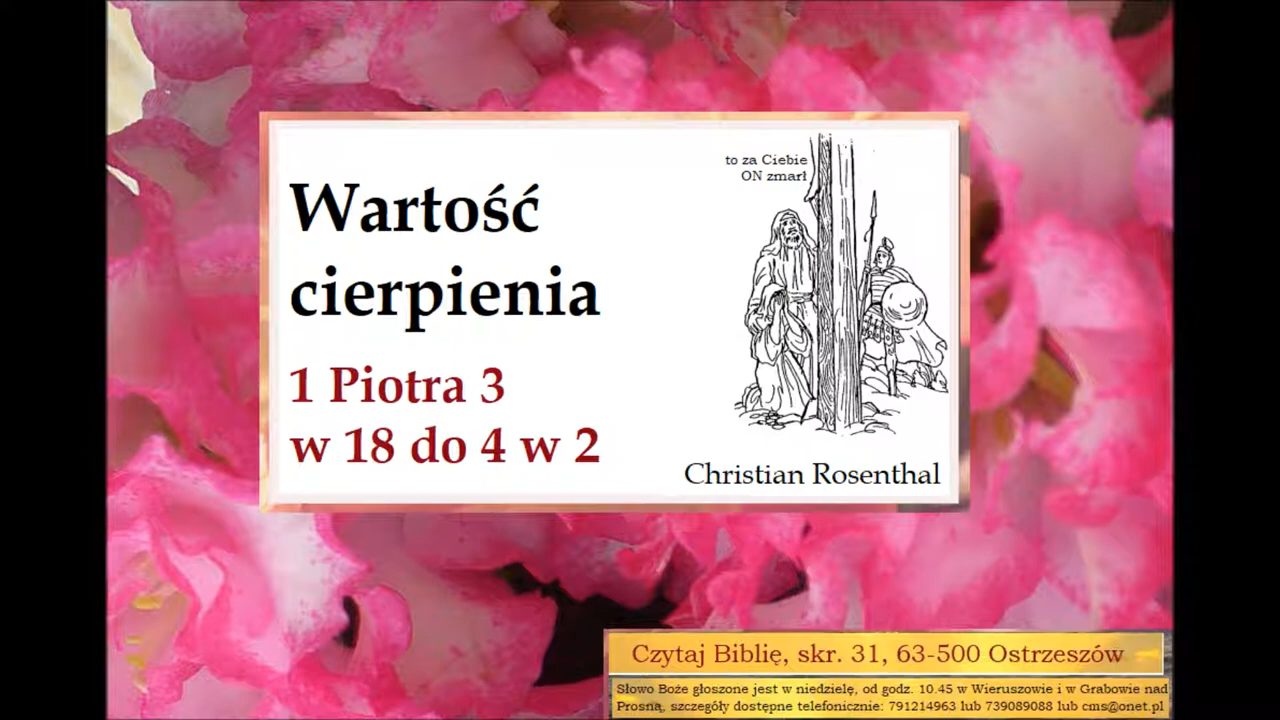 to za Ciebie
ON zmarł
Wartość
cierpienia
1 Piotra 3
w 18 do 4 w 2
Christian Rosenthal
Czytaj Biblię, skr. 31, 63-500 Ostrzeszów
Słowo Boże głoszone jest w niedzielę, od godz. 10.45 w Wieruszowie i w Grabowie nad
Prosną, szczegóły dostępne telefonicznie: 791214963 lub 739089088 lub cms@onet.pl